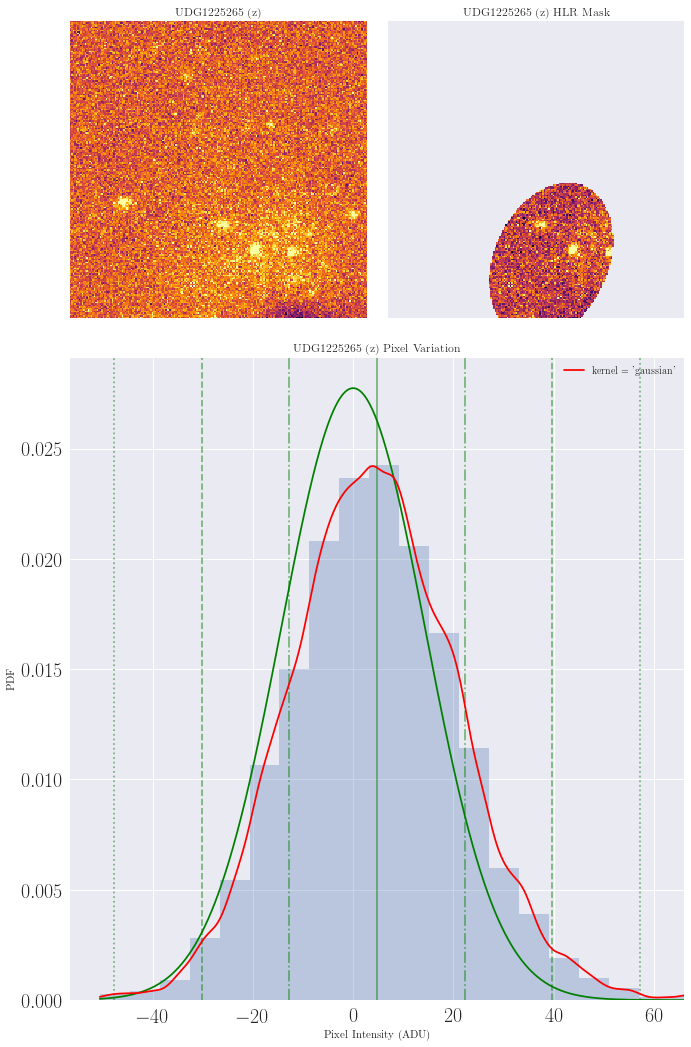 UDG1225265 (z)
UDG1225265 (z) HLR Mask
UDG1225265 (z) Pixel Variation
kernel = 'gaussian'
0.025
0.020
0.015
0.010
0.005
0.000
PDF
−40 −20 0 20 40 60
Pixel Intensity (ADU)